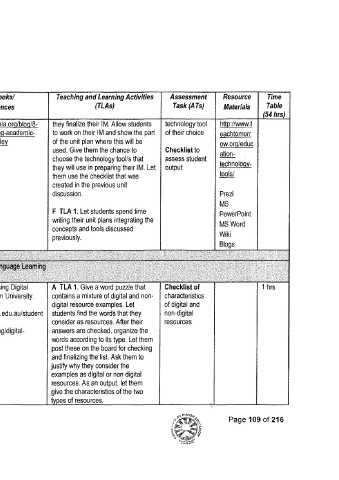 ooks/
nces
Teaching and Learning Activities
(TLAs)
Assessment
Task (ATs)
Resource
Materials
Time
Table
(54 hrs)
nia.org/blog/8-
g-academic-
ley
they finalize their IM. Allow students
to work on their IM and show the part
of the unit plan where this will be
used. Give them the chance to
choose the technology tool/s that
they will use in preparing their IM. Let
them use the checklist that was
created in the previous unit
discussion.
F TLA 1. Let students spend time
writing their unit plans integrating the
concepts and tools discussed
previously.
technology tool
of their choice
Checklist to
assess student
output
http://www.t
eachtomorr
ow.org/educ
ation-
technology-
tools/
Prezi
MS
PowerPoint
MS Word
Wiki
Blogs
nguage Learning
ing Digital
n University.
.edu.au/student
g/digital-
A TLA 1. Give a word puzzle that
contains a mixture of digital and non-
digital resource examples. Let
students find the words that they
consider as resources. After their
answers are checked, organize the
words according to its type. Let them
post these on the board for checking
and finalizing the list. Ask them to
justify why they consider the
examples as digital or non digital
resources. As an output, let them
give the characteristics of the two
types of resources.
Checklist of
characteristics
of digital and
non-digital
resources
1 hrs
Page 109 of 216